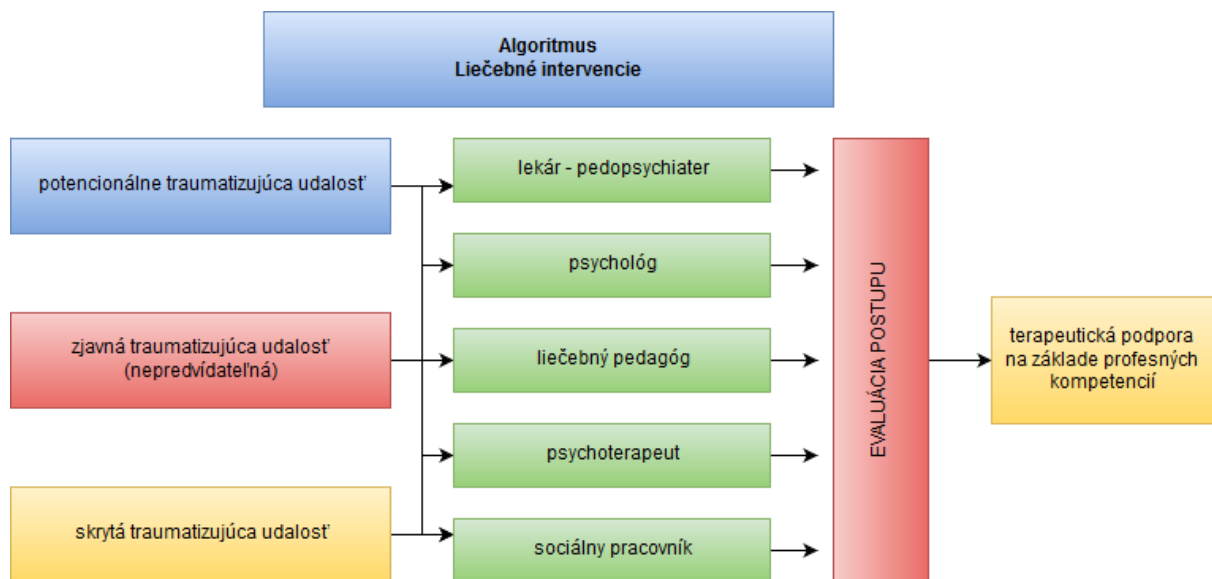 Algoritmus
Liečebné intervencie
potencionálne traumatizujúca udalosť
zjavná traumatizujúca udalosť
(nepredvídateľná)
skrytá traumatizujúca udalosť
lekár - pedopsychiater
psychológ
liečebný pedagóg
psychoterapeut
sociálny pracovník
EVALUÁCIA POSTUPU
terapeutická podpora
na základe profesných
kompetencií